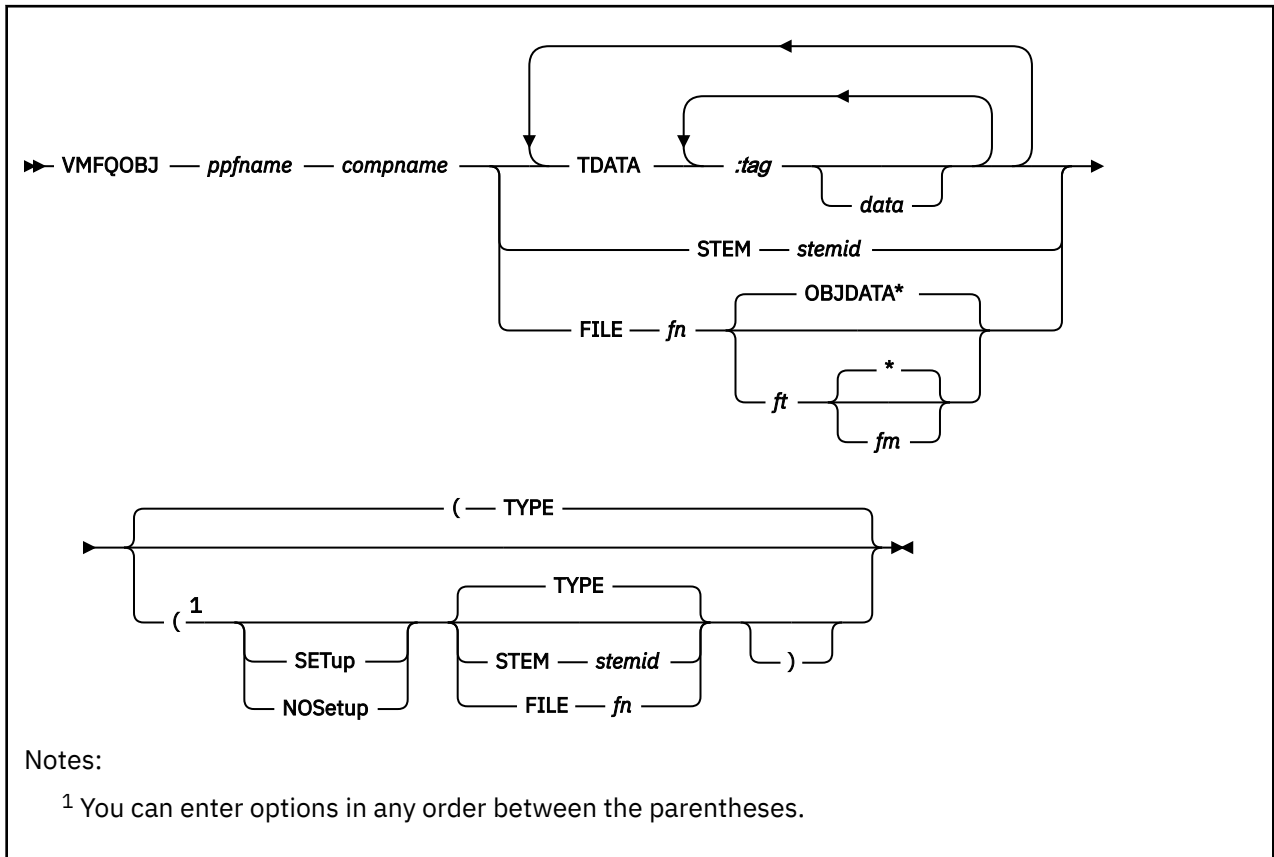 VMFQOBJ ppfname compname TDATA :tag
data
STEM stemid
OBJDATA*
FILE fn
*
ft
fm
( TYPE
TYPE
( 1
SETup STEM stemid )
NOSetup FILE fn
Notes:
1 You can enter options in any order between the parentheses.